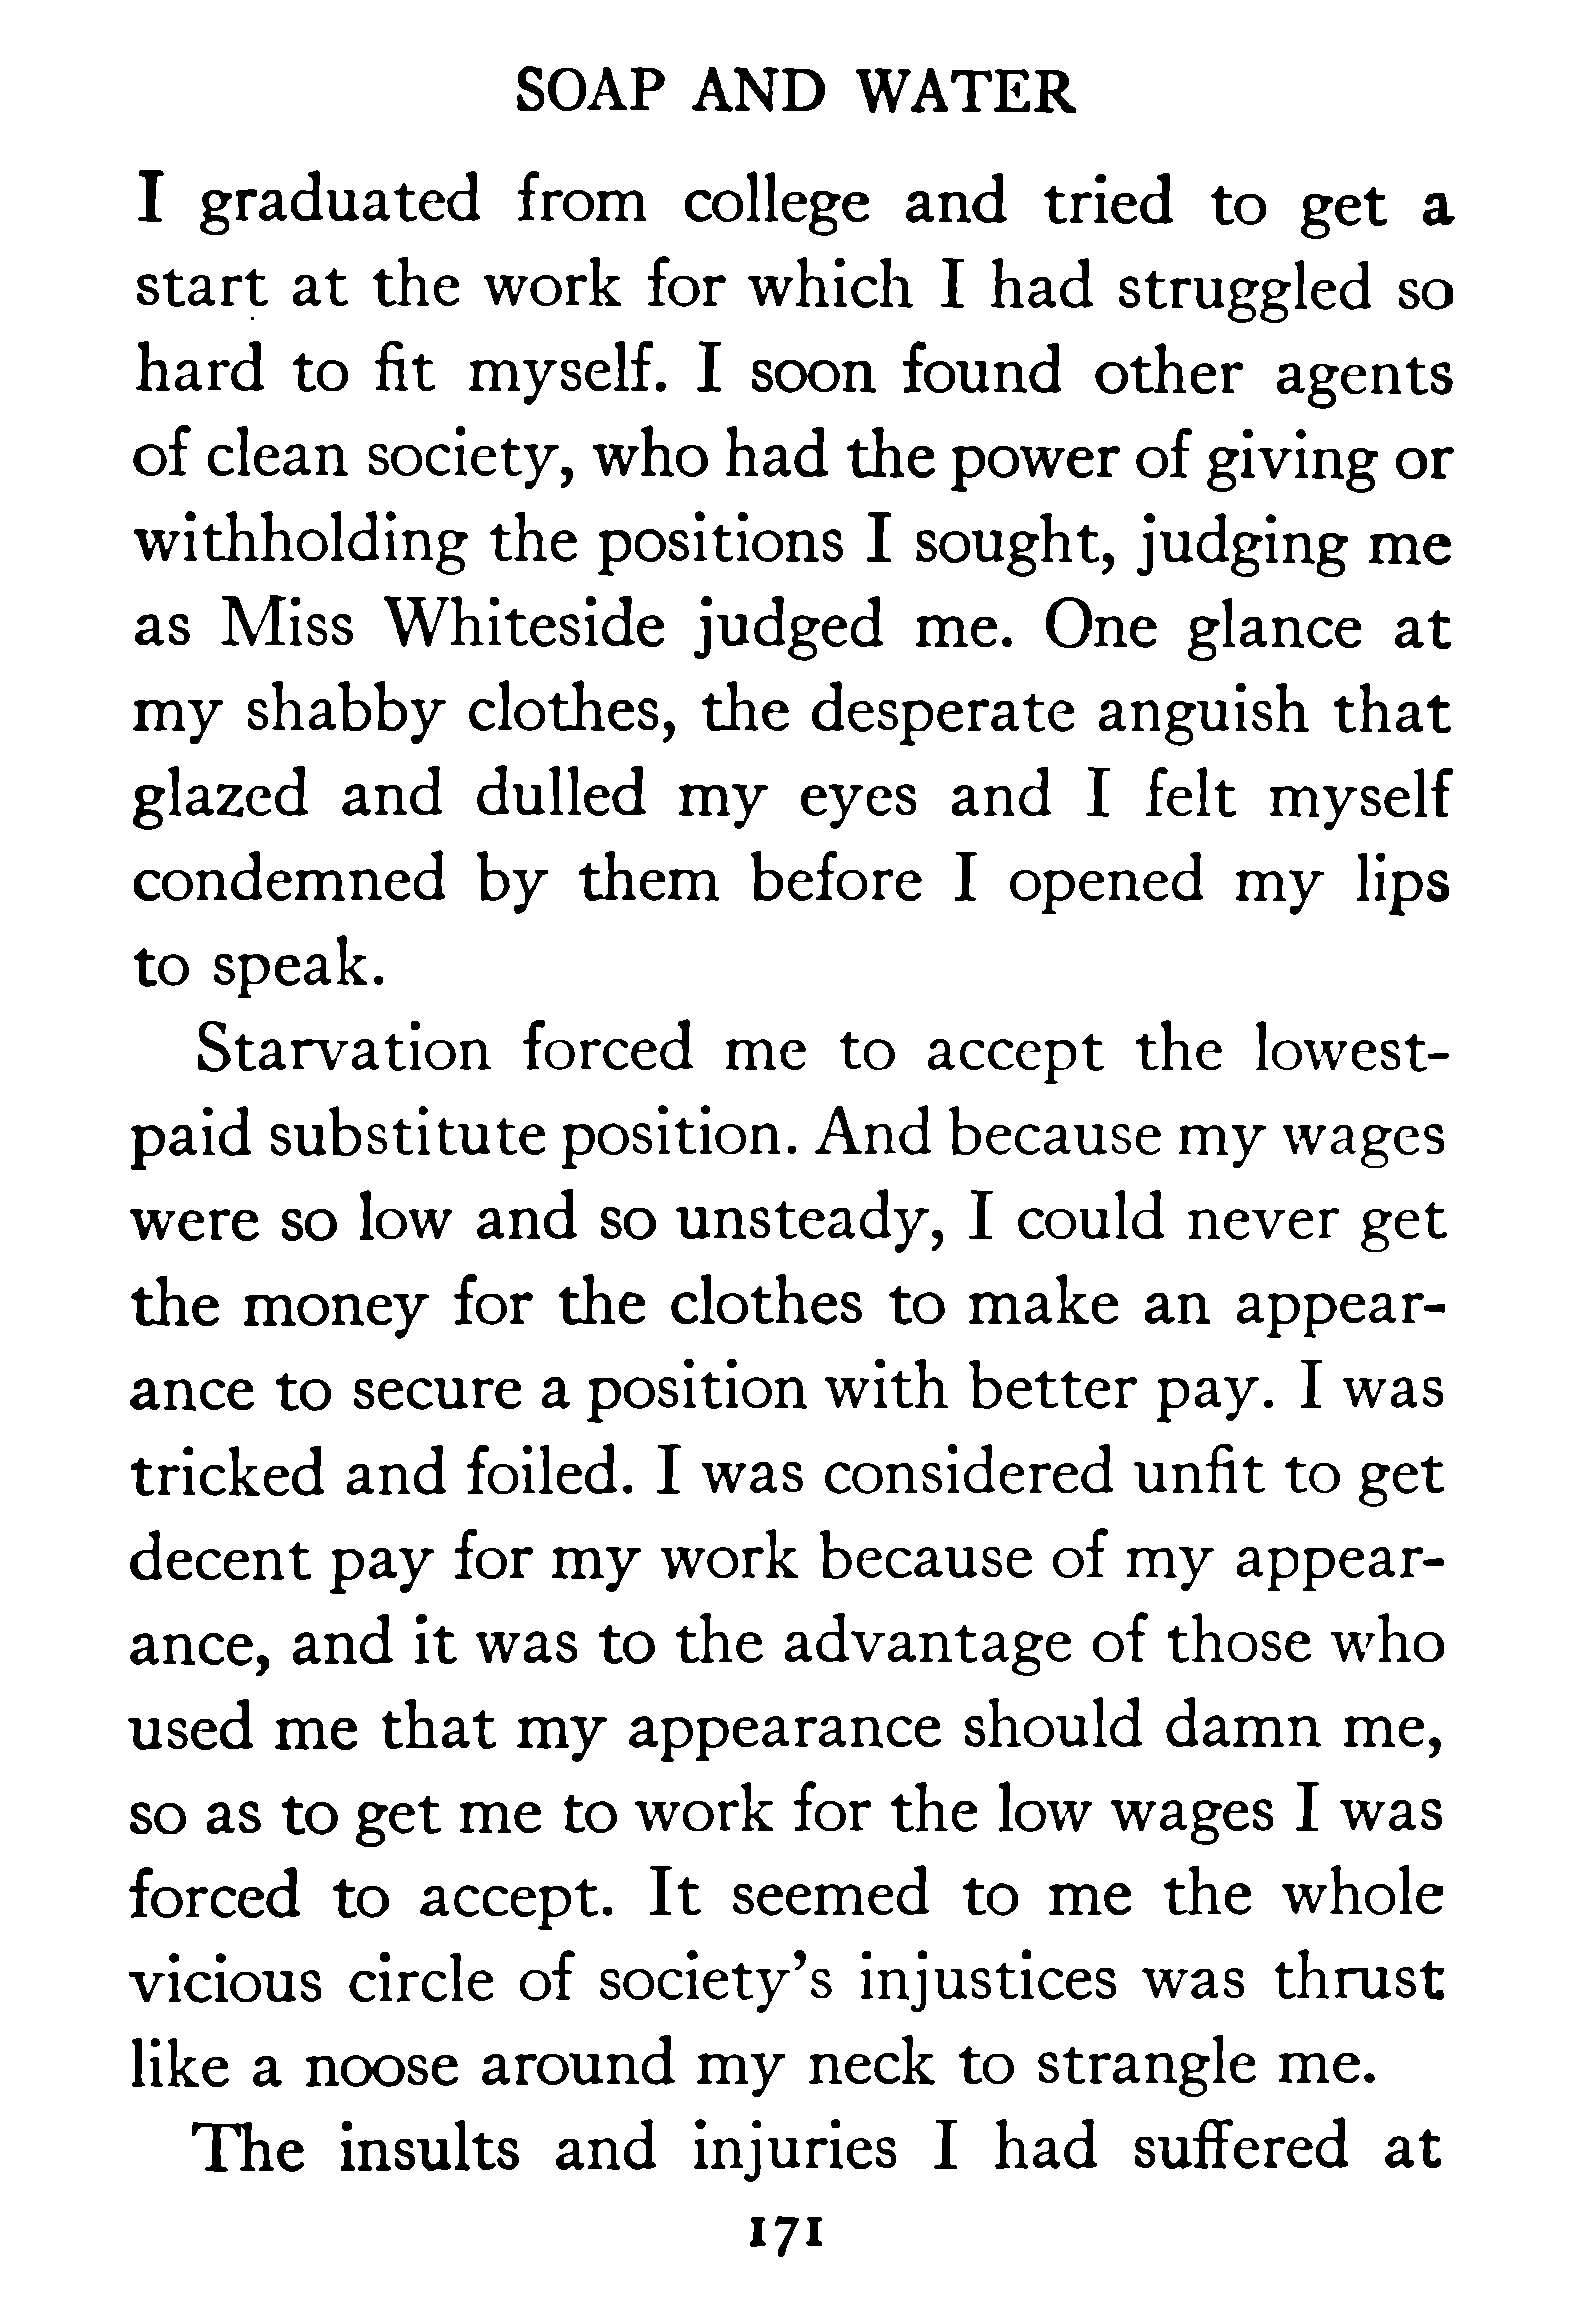 SOAP AND WATER
I graduated from college and tried to get a
start at the work for which I had struggled so
hard to fit myself. I soon found other agents
of clean society, who had the power of giving or
withholding the positions I sought, judging me
as Miss Whiteside judged me. One glance at
my shabby clothes, the desperate anguish that
glazed and dulled my eyes and I felt myself
condemned by them before I opened my lips
to speak.
Starvation forced me to accept the lowest-
paid substitute position. And because my wages
were so low and so unsteady, I could never get
the money for the clothes to make an appear-
ance to secure a position with better pay. I was
tricked and foiled. I was considered unfit to get
decent pay for my work because of my appear-
ance, and it was to the advantage of those who
used me that my appearance should damn me,
so as to get me to work for the low wages I was
forced to accept. It seemed to me the whole
vicious circle of society's injustices was thrust
like a noose around my neck to strangle me.
The insults and injuries I had suffered at
171